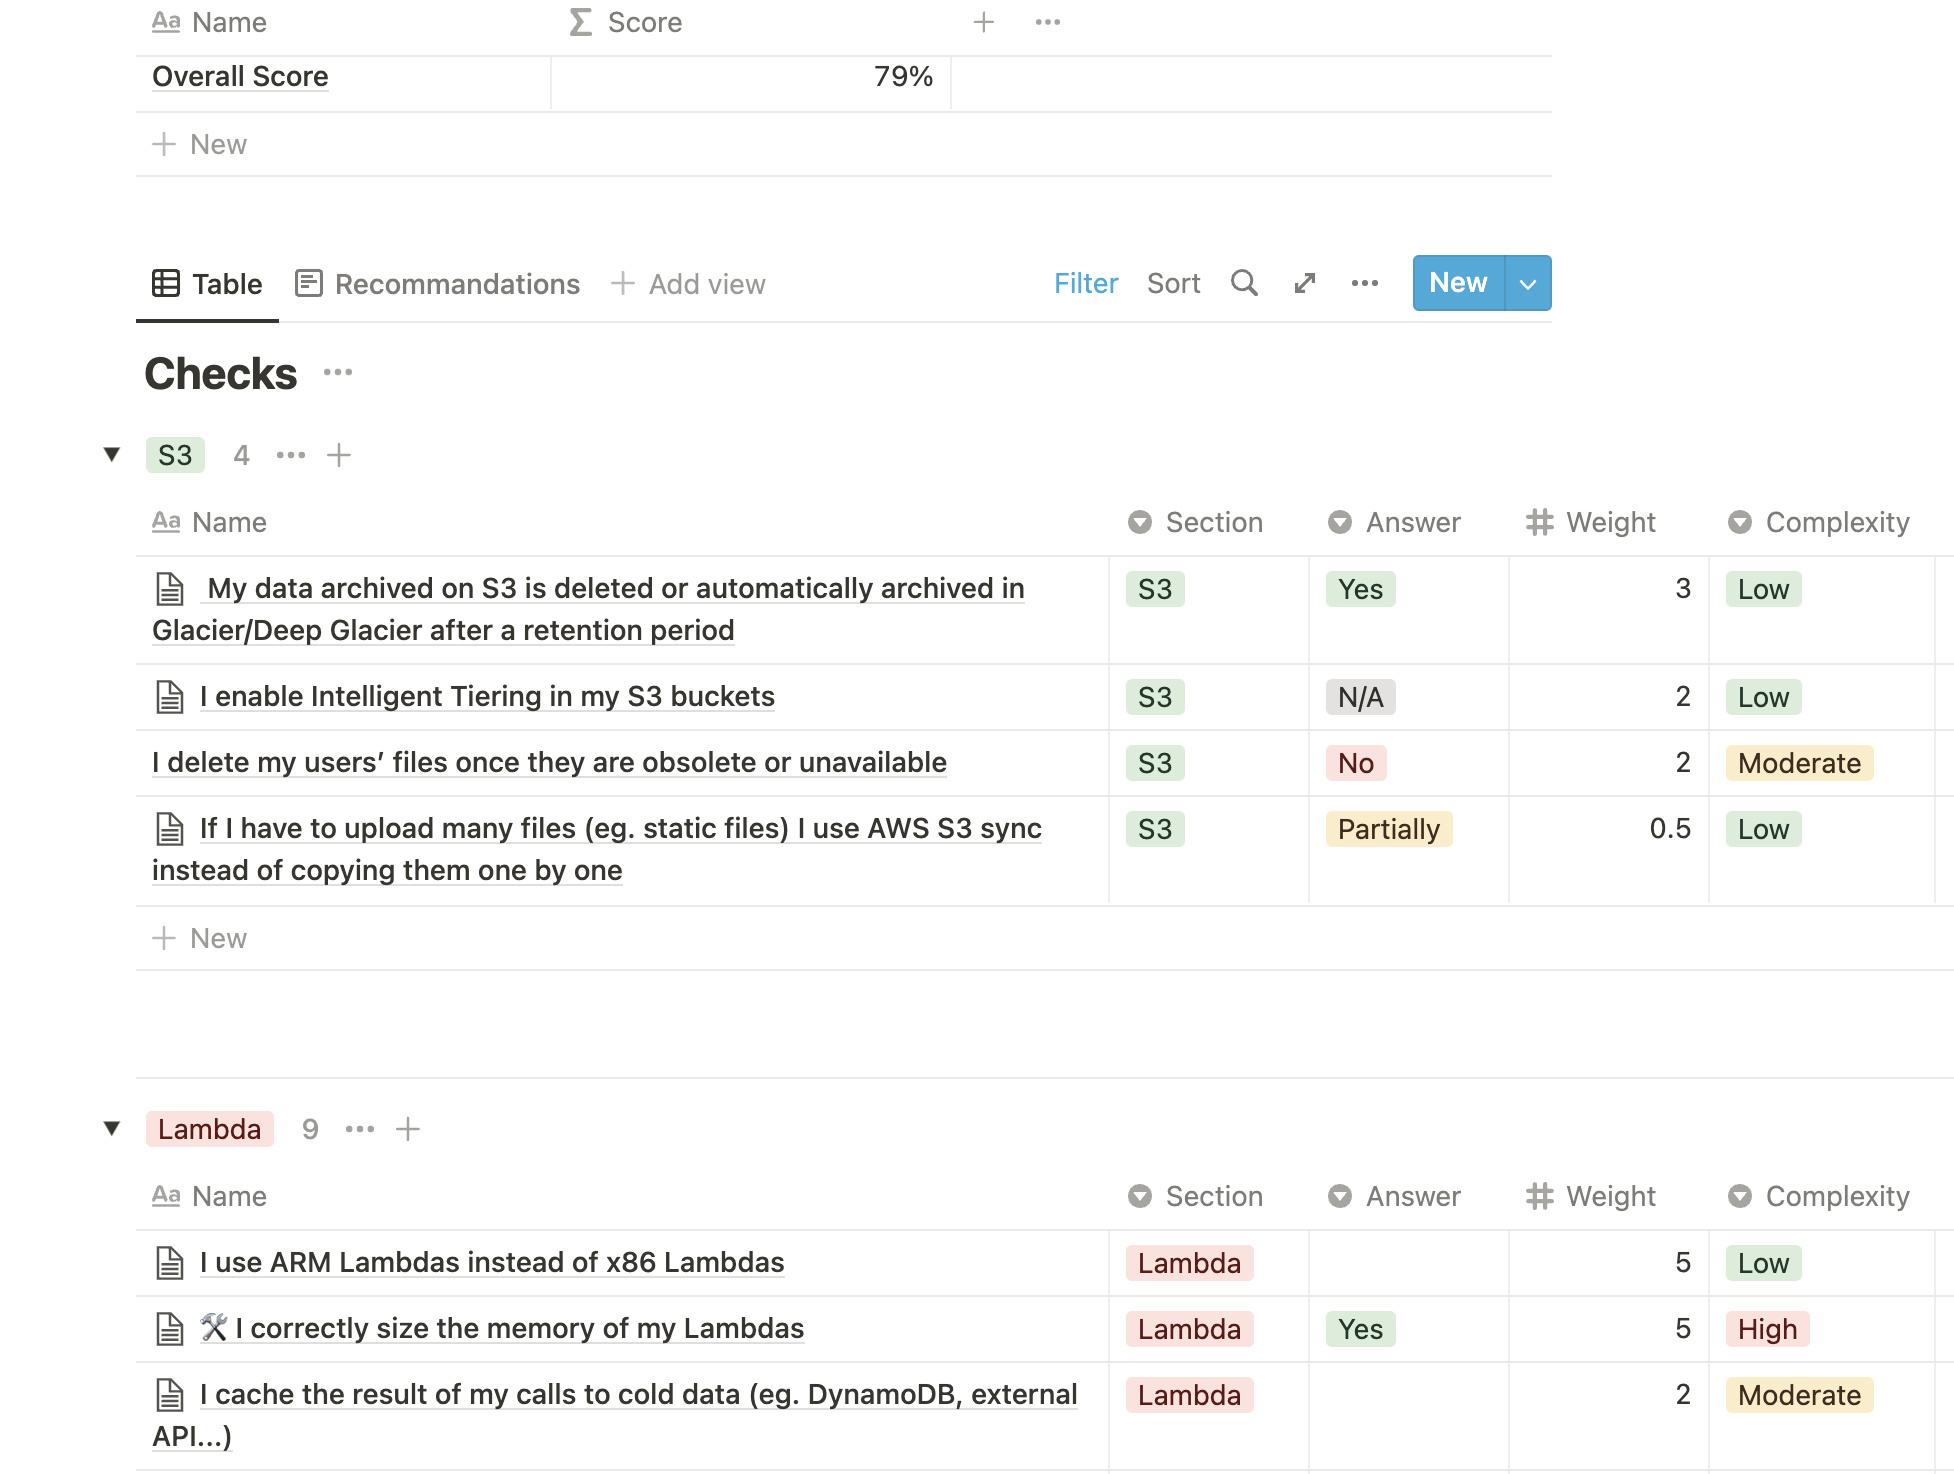 Aa Name Σ Score + •••
Overall Score 79%
+ New
Table Recommandations + Add view Filter Sort ••• New
Checks •••
S3 4 ••• +
Aa Name Section Answer # Weight Complexity
My data archived on S3 is deleted or automatically archived in S3 Yes 3 Low
Glacier/Deep Glacier after a retention period
I enable Intelligent Tiering in my S3 buckets S3 N/A 2 Low
I delete my users’ files once they are obsolete or unavailable S3 No 2 Moderate
If I have to upload many files (eg. static files) I use AWS S3 sync S3 Partially 0.5 Low
instead of copying them one by one
+ New
Lambda 9 ••• +
Aa Name Section Answer # Weight Complexity
I use ARM Lambdas instead of x86 Lambdas Lambda 5 Low
🛠 I correctly size the memory of my Lambdas Lambda Yes 5 High
I cache the result of my calls to cold data (eg. DynamoDB, external Lambda 2 Moderate
API...)